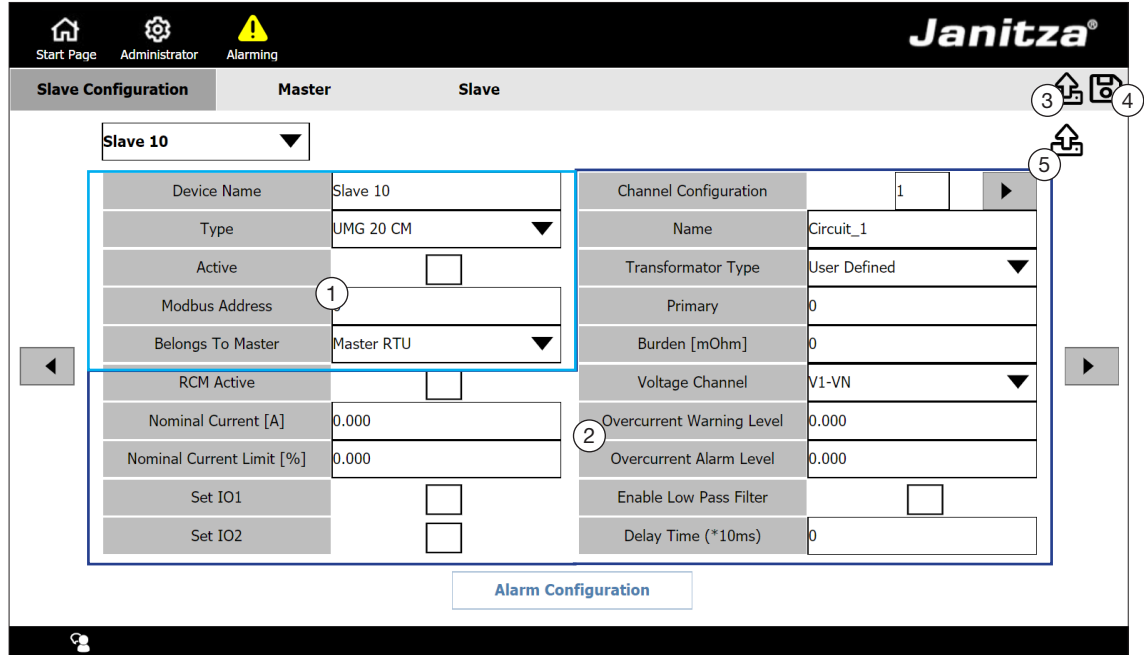 Janitza®
Start Page Administrator Alarming
Slave Configuration Master Slave
3 4
Slave 10
5
Device Name Slave 10 Channel Configuration 1
Type UMG 20 CM Name Circuit_1
Active Transformator Type User Defined
1
Modbus Address Primary 0
Belongs To Master Master RTU Burden [mOhm] 0
RCM Active Voltage Channel V1-VN
Nominal Current [A] 0.000 Overcurrent Warning Level 0.000
2
Nominal Current Limit [%] 0.000 Overcurrent Alarm Level 0.000
Set IO1 Enable Low Pass Filter
Set IO2 Delay Time (*10ms) 0
Alarm Configuration